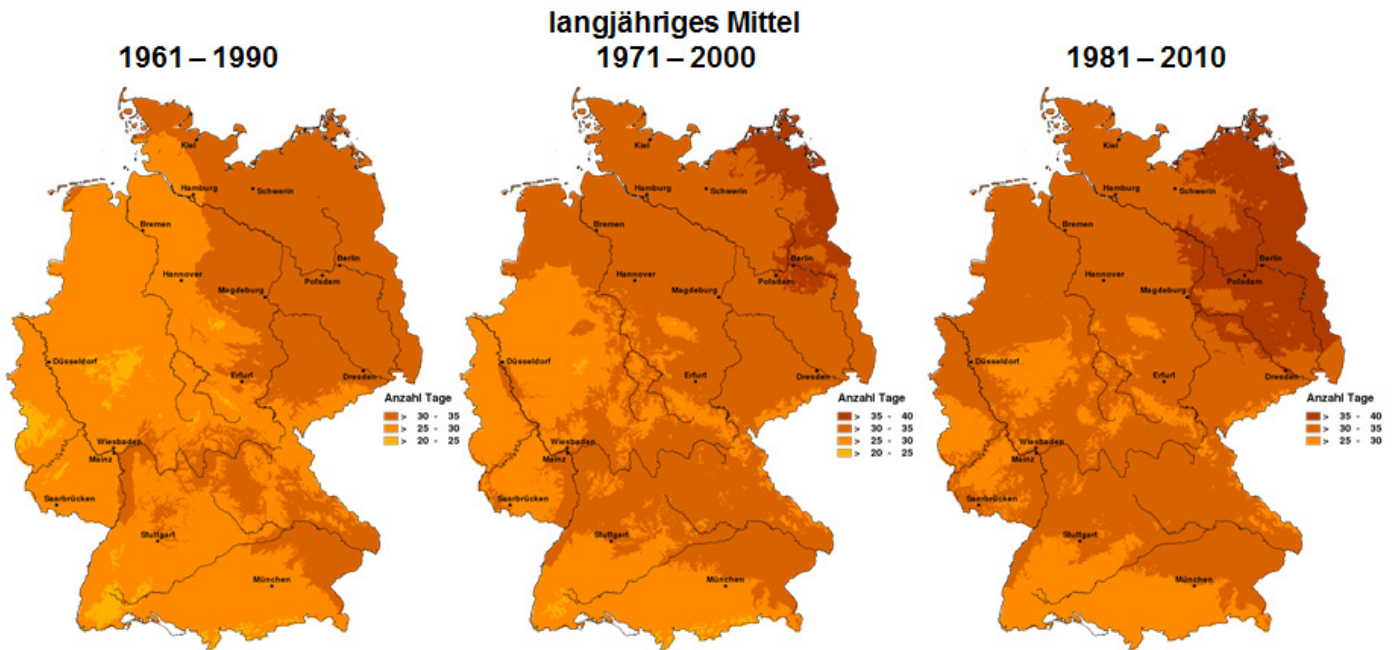 langjähriges Mittel
1961 – 1990
1971 – 2000
1981 – 2010
Kiel
Hamburg
Schwerin
Bremen
Berlin
Hannover
Potsdam
Magdeburg
Düsseldorf
Erfurt
Dresden
Wiesbaden
Mainz
Saarbrücken
Stuttgart
München
Anzahl Tage
> 30 - 35
> 25 - 30
> 20 - 25
Kiel
Hamburg
Schwerin
Bremen
Berlin
Hannover
Potsdam
Magdeburg
Düsseldorf
Erfurt
Dresden
Wiesbaden
Mainz
Saarbrücken
Stuttgart
München
Anzahl Tage
> 35 - 40
> 30 - 35
> 25 - 30
> 20 - 25
Kiel
Hamburg
Schwerin
Bremen
Berlin
Hannover
Potsdam
Magdeburg
Düsseldorf
Erfurt
Dresden
Wiesbaden
Mainz
Saarbrücken
Stuttgart
München
Anzahl Tage
> 35 - 40
> 30 - 35
> 25 - 30